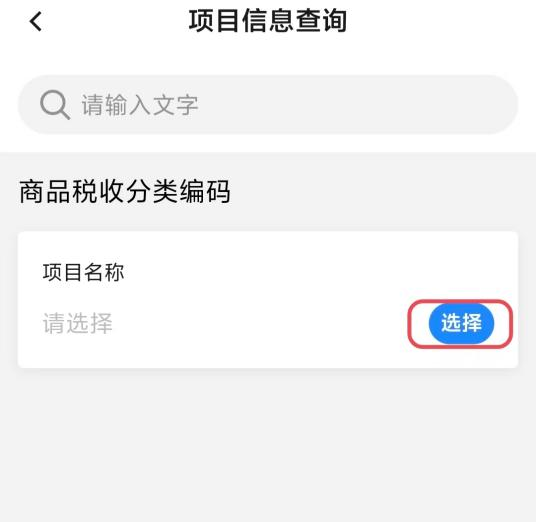 项目信息查询
请输入文字
商品税收分类编码
项目名称
请选择
选择